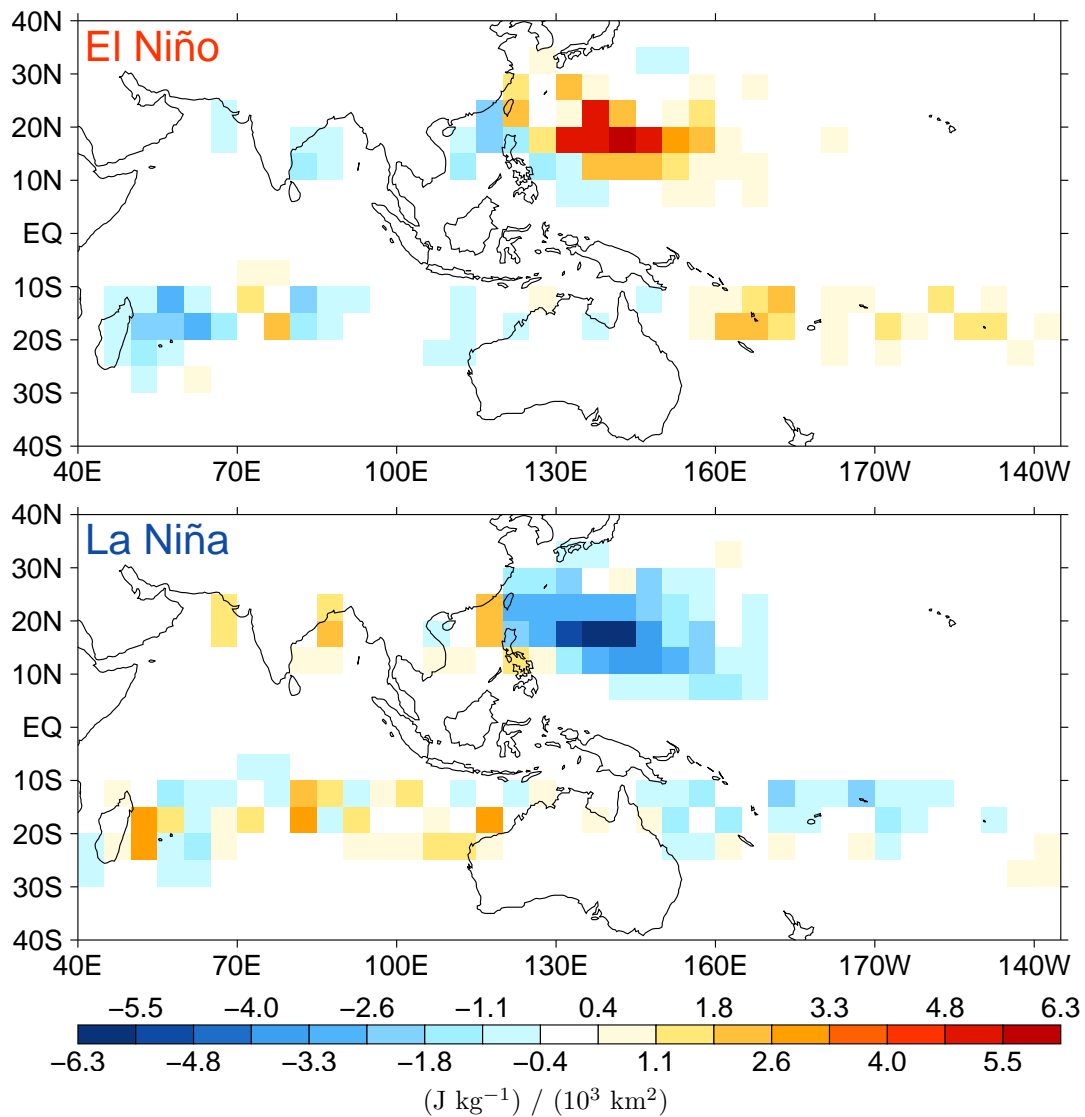 40N
El Niño
30N
20N
10N
EQ
10S
20S
30S
40S
40E 70E 100E 130E 160E 170W 140W
40N
La Niña
30N
20N
10N
EQ
10S
20S
30S
40S
40E 70E 100E 130E 160E 170W 140W
−5.5 −4.0 −2.6 −1.1 0.4 1.8 3.3 4.8 6.3
−6.3 −4.8 −3.3 −1.8 −0.4 1.1 2.6 4.0 5.5
(J kg⁻¹) / (10³ km²)